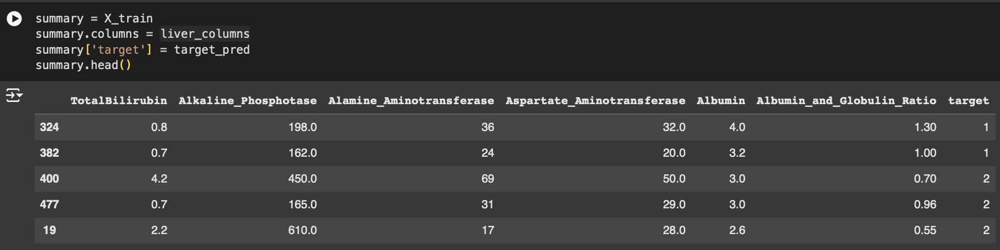 summary = X_train
summary.columns = liver_columns
summary['target'] = target_pred
summary.head()
TotalBilirubin Alkaline_Phosphotase Alamine_Aminotransferase Aspartate_Aminotransferase Albumin Albumin_and_Globulin_Ratio target
324 0.8 198.0 36 32.0 4.0 1.30 1
382 0.7 162.0 24 20.0 3.2 1.00 1
400 4.2 450.0 69 50.0 3.0 0.70 2
477 0.7 165.0 31 29.0 3.0 0.96 2
19 2.2 610.0 17 28.0 2.6 0.55 2